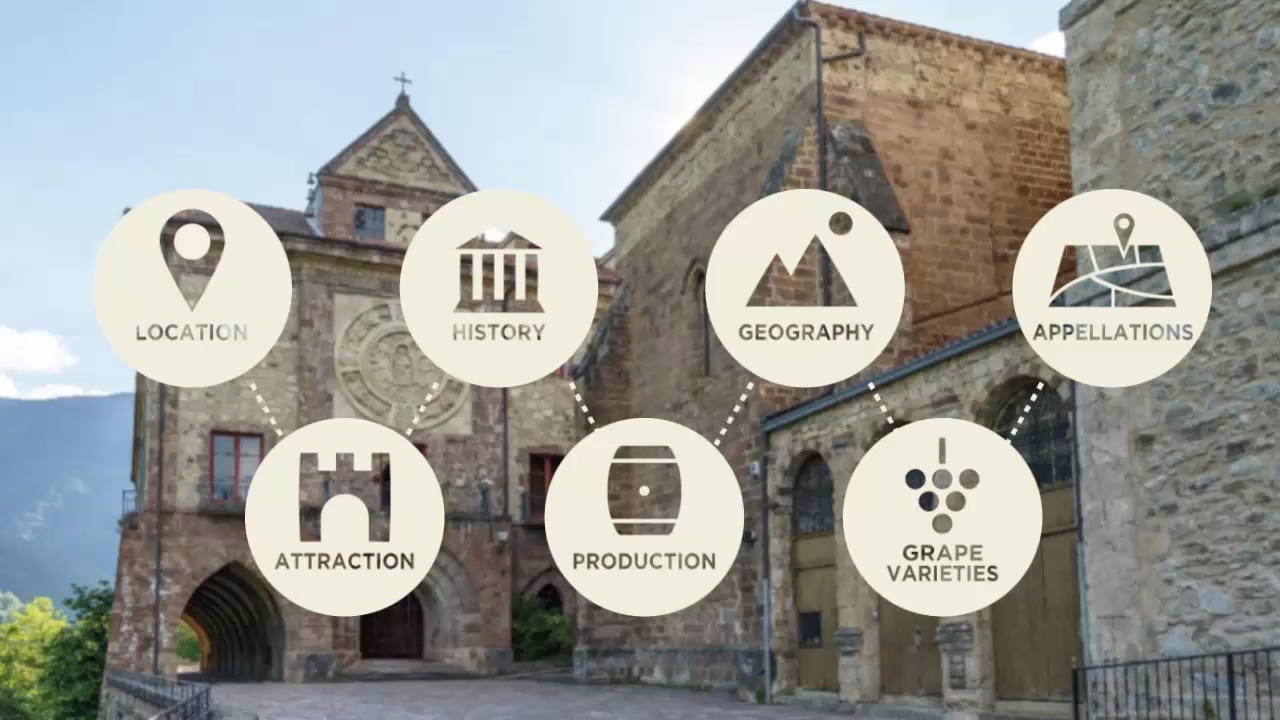 LOCATION
ATTRACTION
HISTORY
PRODUCTION
GEOGRAPHY
GRAPE
VARIETIES
APPELLATIONS